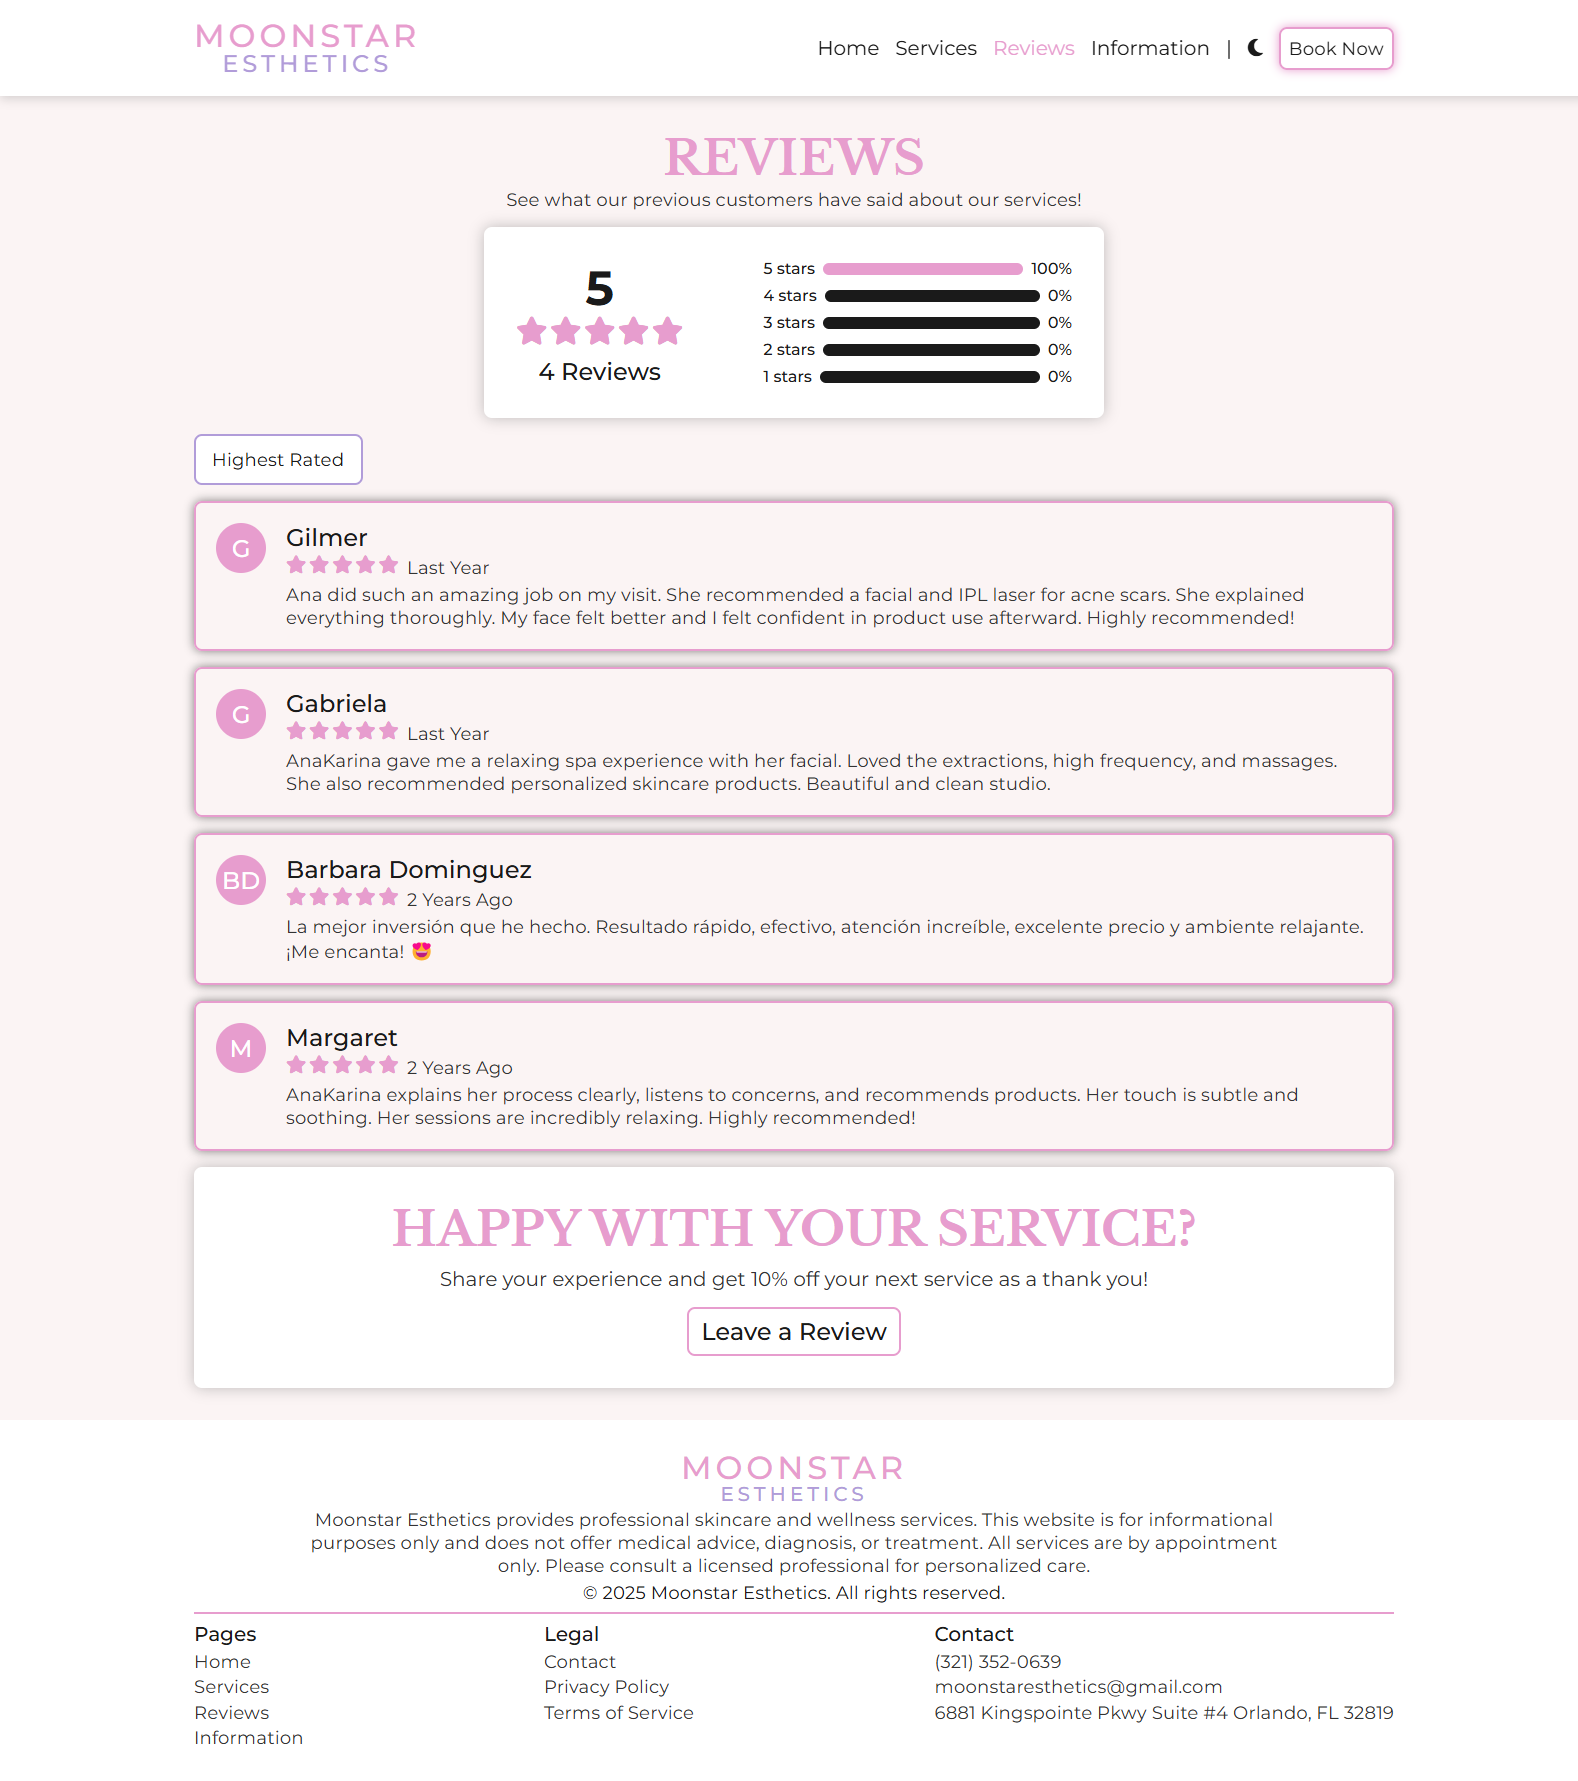 MOONSTAR
ESTHETICS
Home Services Reviews Information | Book Now
REVIEWS
See what our previous customers have said about our services!
5
4 Reviews
5 stars 100%
4 stars 0%
3 stars 0%
2 stars 0%
1 stars 0%
Highest Rated
G
Gilmer
Last Year
Ana did such an amazing job on my visit. She recommended a facial and IPL laser for acne scars. She explained
everything thoroughly. My face felt better and I felt confident in product use afterward. Highly recommended!
G
Gabriela
Last Year
AnaKarina gave me a relaxing spa experience with her facial. Loved the extractions, high frequency, and massages.
She also recommended personalized skincare products. Beautiful and clean studio.
BD
Barbara Dominguez
2 Years Ago
La mejor inversión que he hecho. Resultado rápido, efectivo, atención increíble, excelente precio y ambiente relajante.
¡Me encanta! 😍
M
Margaret
2 Years Ago
AnaKarina explains her process clearly, listens to concerns, and recommends products. Her touch is subtle and
soothing. Her sessions are incredibly relaxing. Highly recommended!
HAPPY WITH YOUR SERVICE?
Share your experience and get 10% off your next service as a thank you!
Leave a Review
MOONSTAR
ESTHETICS
Moonstar Esthetics provides professional skincare and wellness services. This website is for informational
purposes only and does not offer medical advice, diagnosis, or treatment. All services are by appointment
only. Please consult a licensed professional for personalized care.
© 2025 Moonstar Esthetics. All rights reserved.
Pages
Home
Services
Reviews
Information
Legal
Contact
Privacy Policy
Terms of Service
Contact
(321) 352-0639
moonstaresthetics@gmail.com
6881 Kingspointe Pkwy Suite #4 Orlando, FL 32819